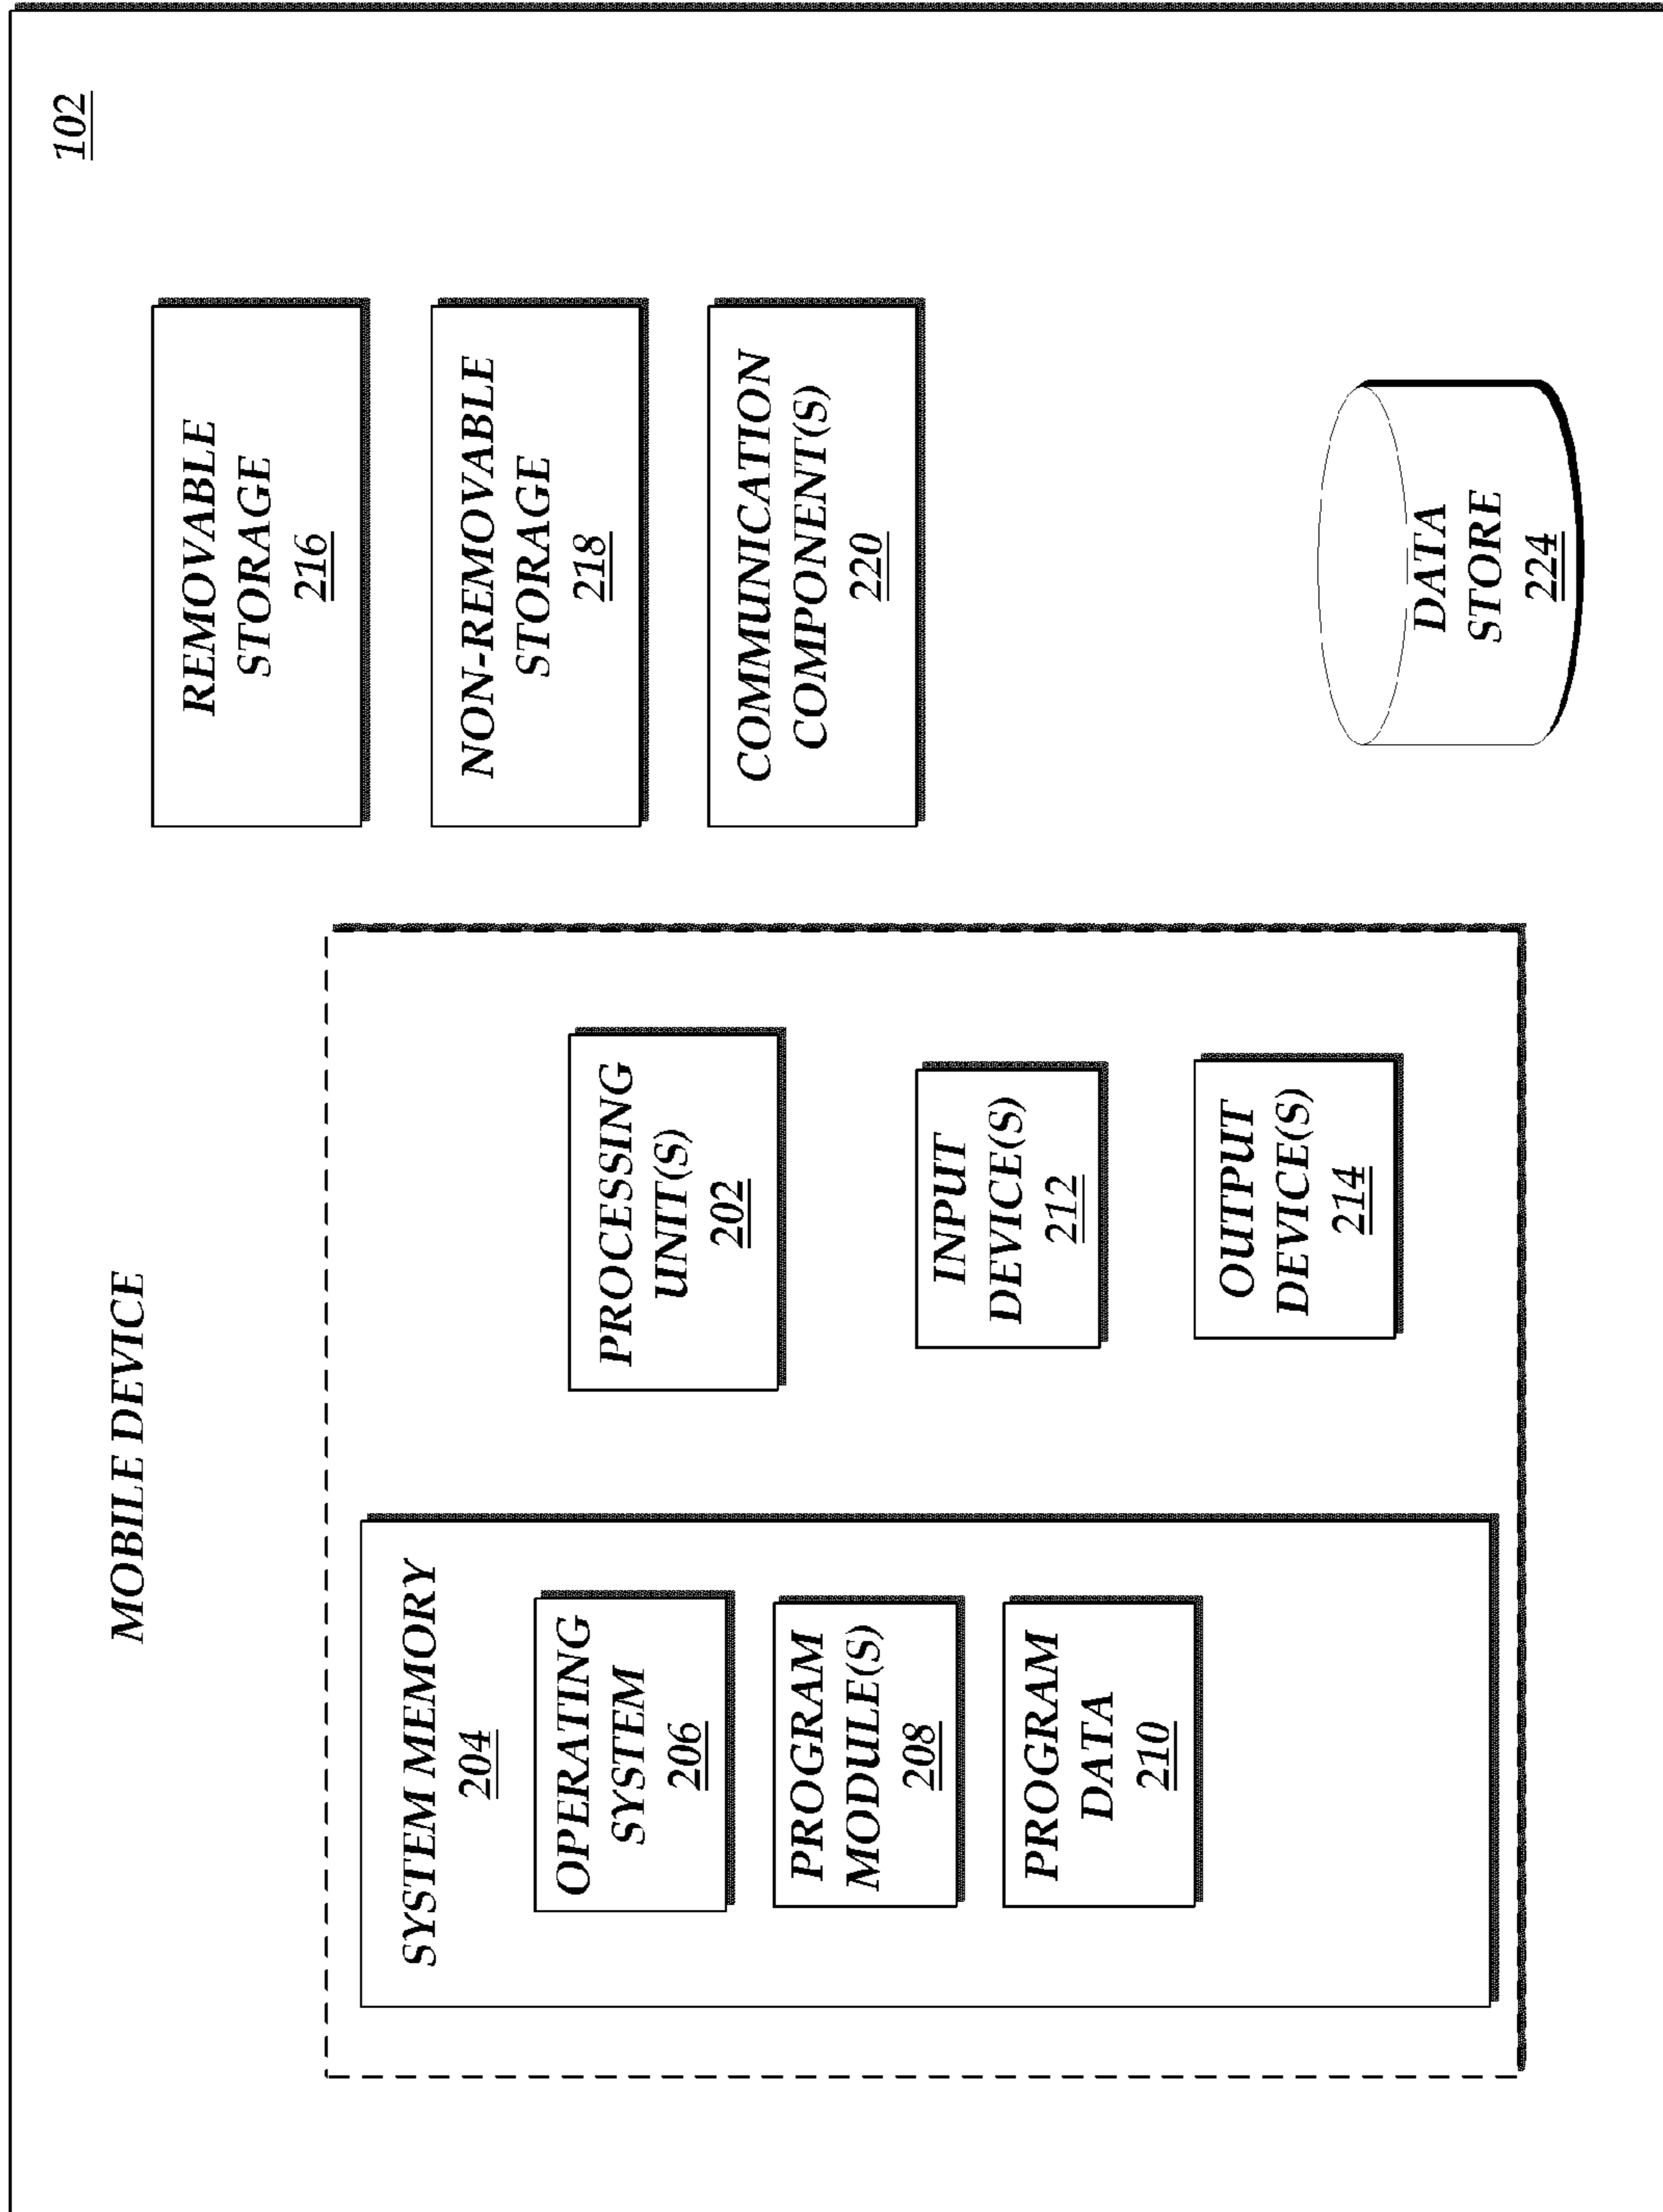 MOBILE DEVICE
102
SYSTEM MEMORY
204
OPERATING
SYSTEM
206
PROGRAM
MODULE(S)
208
PROGRAM
DATA
210
PROCESSING
UNIT(S)
202
INPUT
DEVICE(S)
212
OUTPUT
DEVICE(S)
214
REMOVABLE
STORAGE
216
NON-REMOVABLE
STORAGE
218
COMMUNICATION
COMPONENT(S)
220
DATA
STORE
224